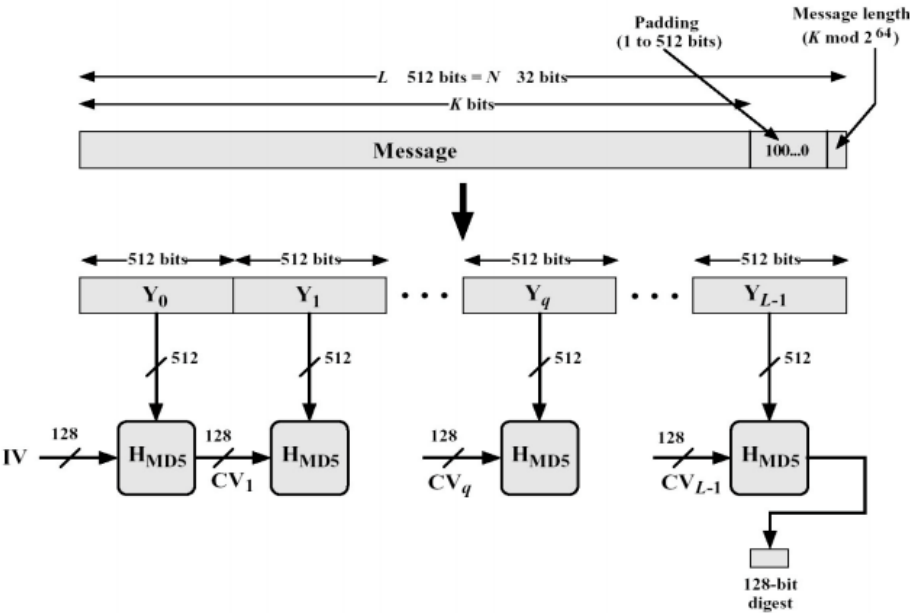 Padding
(1 to 512 bits)
Message length
(K mod 2^64)
L 512 bits = N 32 bits
K bits
Message
100...0
512 bits
512 bits
512 bits
512 bits
Y0
Y1
• • •
Yq
• • •
YL-1
512
512
512
512
IV
128
HMD5
128
CV1
HMD5
128
CVq
HMD5
128
CVL-1
HMD5
128-bit
digest